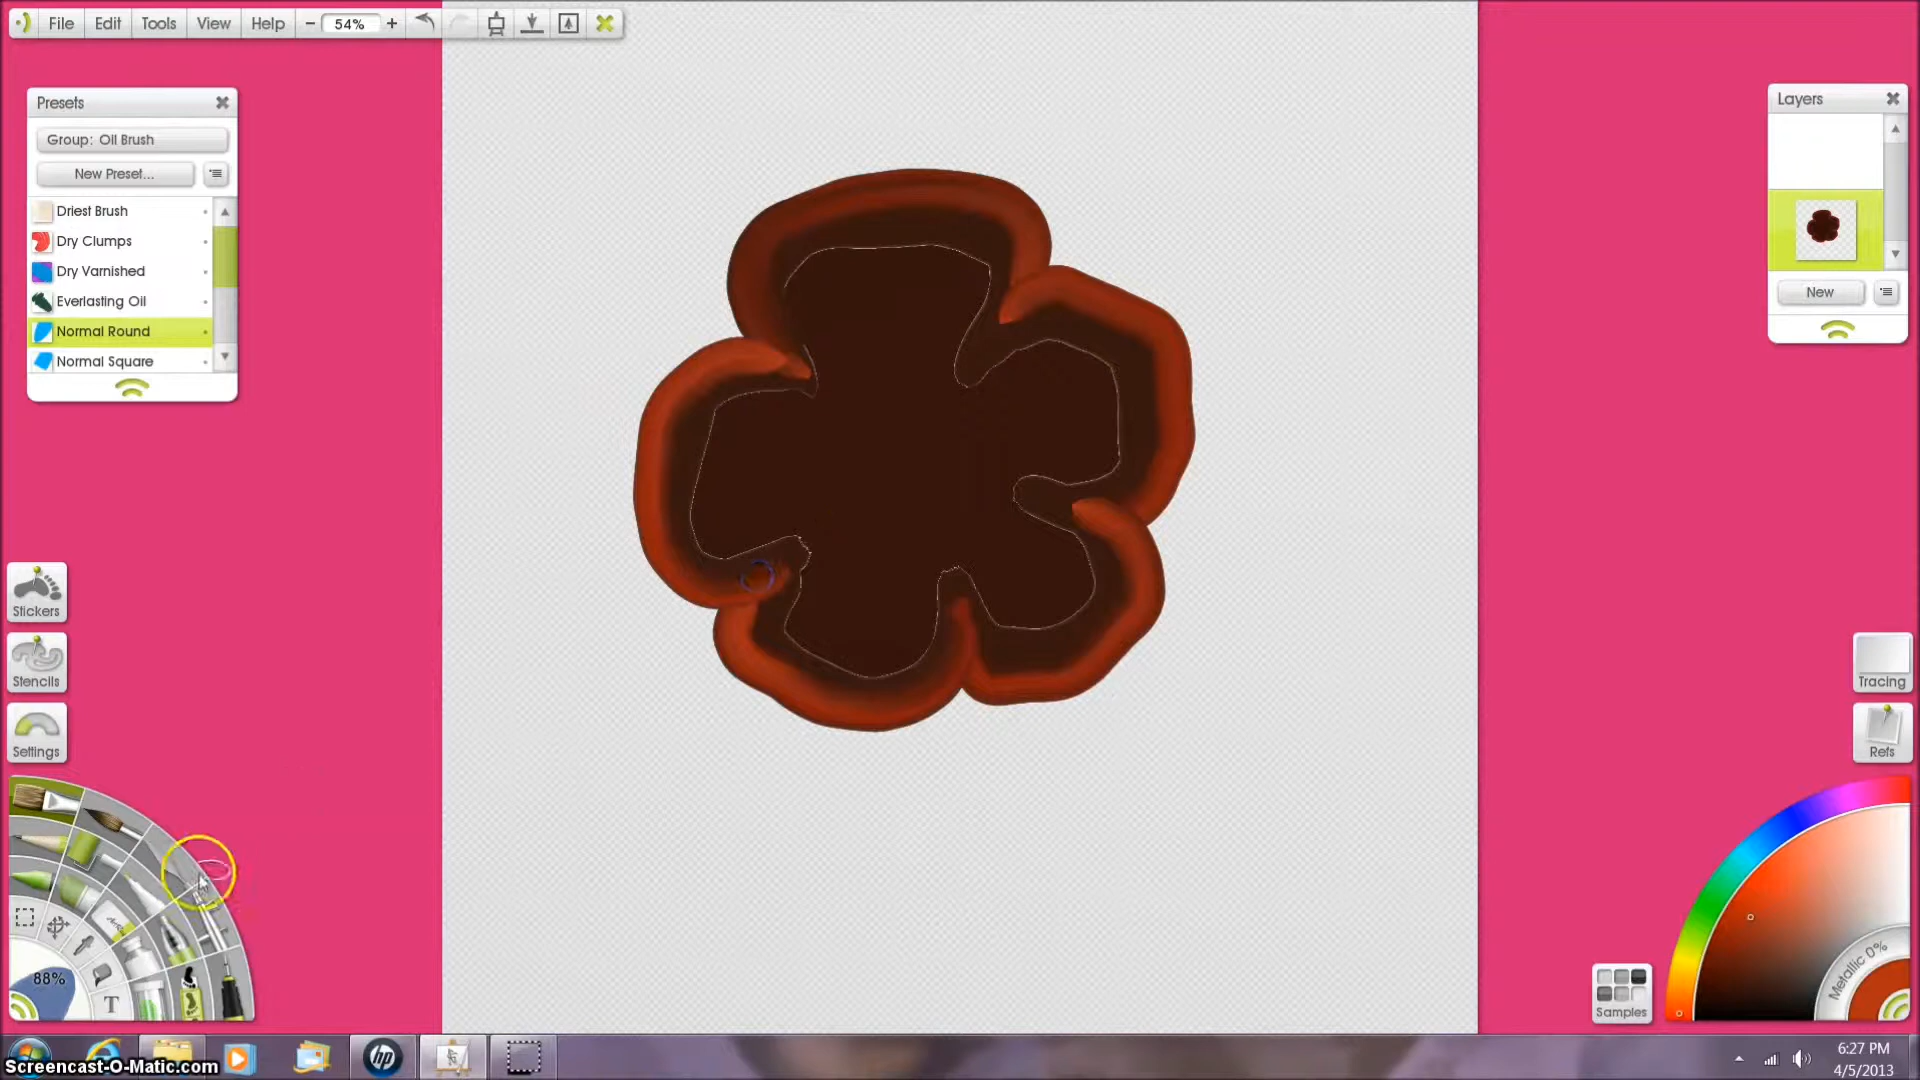 File Edit Tools View Help − 54% +
Presets
Group: Oil Brush
New Preset...
Driest Brush
Dry Clumps
Dry Varnished
Everlasting Oil
Normal Round
Normal Square
Layers
New
Stickers
Stencils
Settings
88%
T
Tracing
Refs
Metallic 0%
Samples
hp
Screencast-O-Matic.com
6:27 PM
4/5/2013